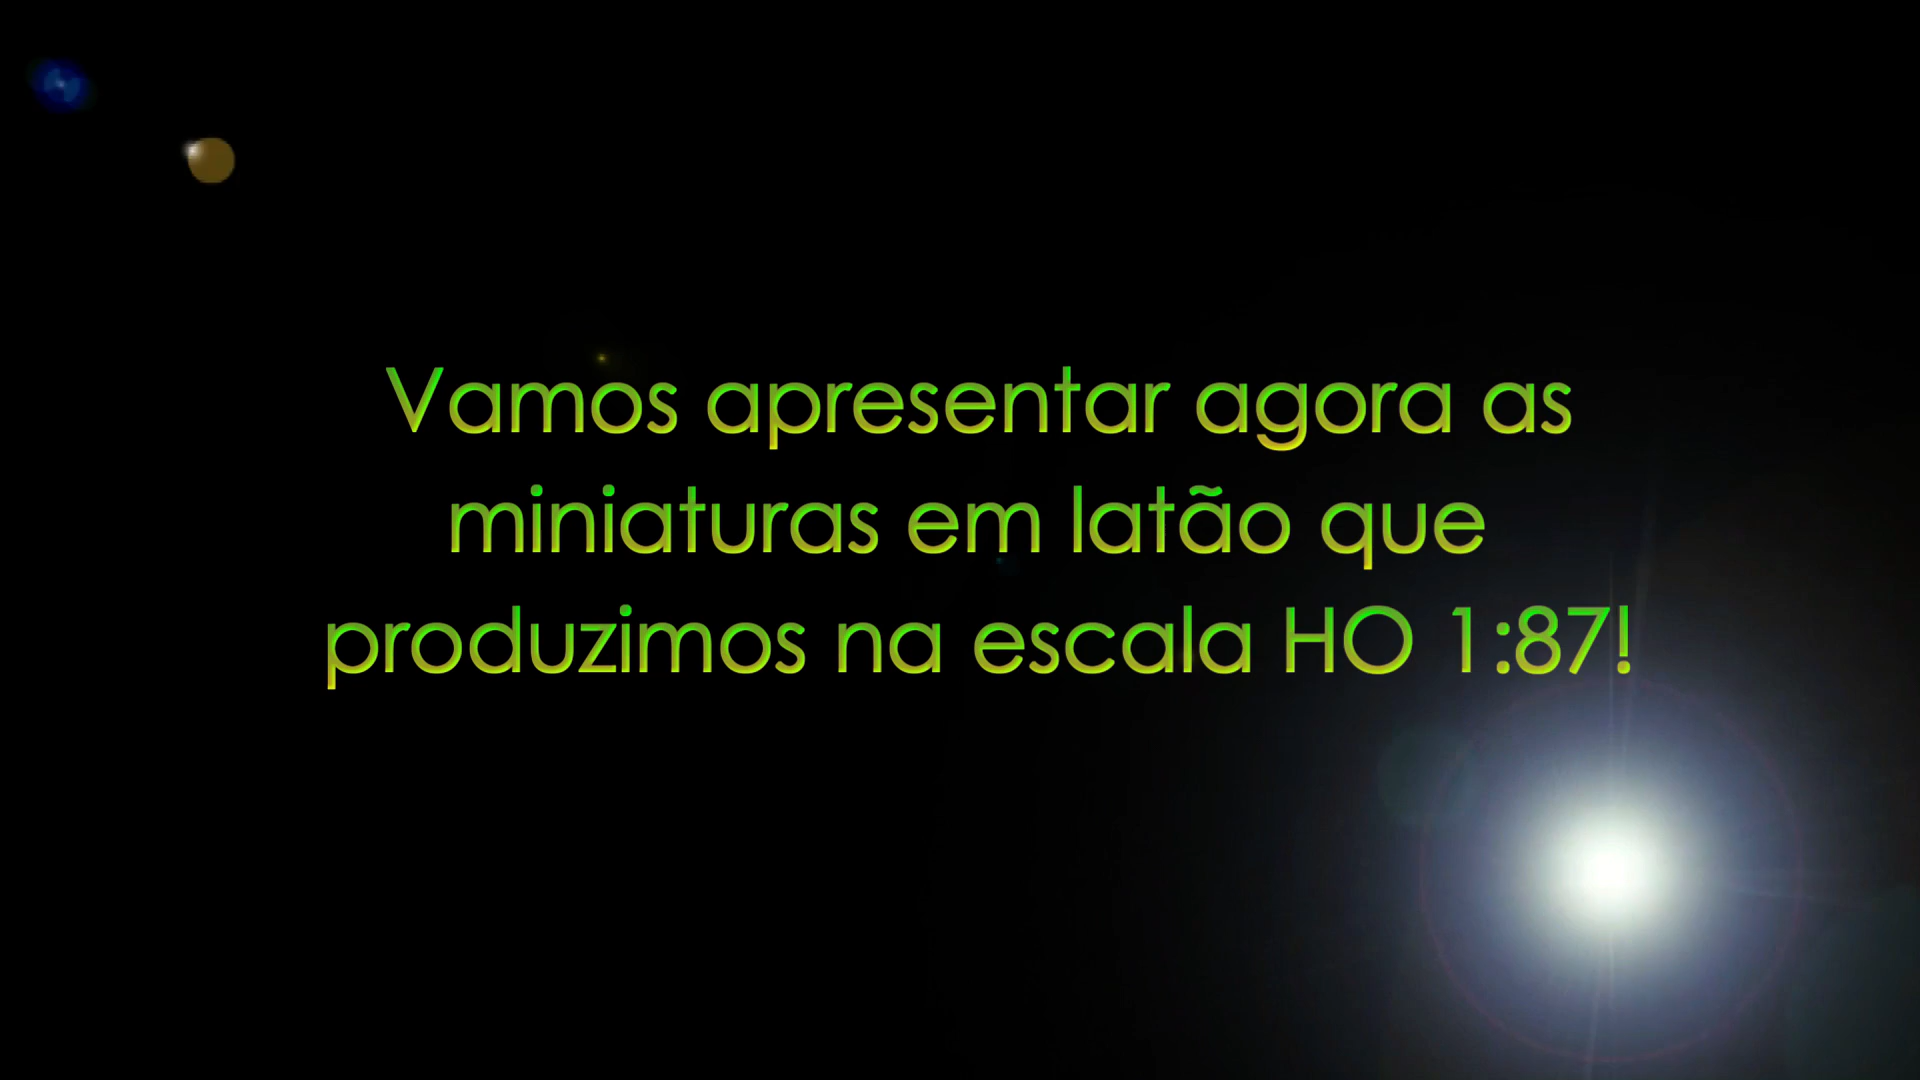 Vamos apresentar agora as
miniaturas em latão que
produzimos na escala HO 1:87!